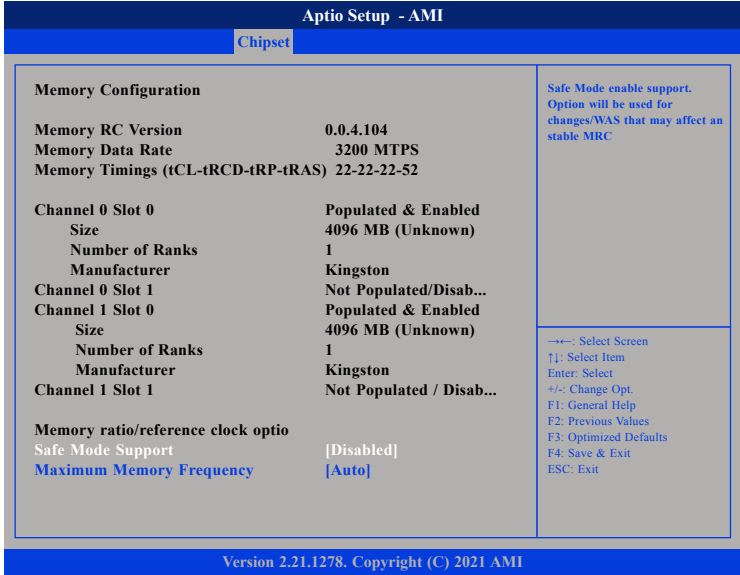 Aptio Setup - AMI
Chipset
Memory Configuration
Memory RC Version 0.0.4.104
Memory Data Rate 3200 MTPS
Memory Timings (tCL-tRCD-tRP-tRAS) 22-22-22-52
Channel 0 Slot 0 Populated & Enabled
Size 4096 MB (Unknown)
Number of Ranks 1
Manufacturer Kingston
Channel 0 Slot 1 Not Populated/Disab...
Channel 1 Slot 0 Populated & Enabled
Size 4096 MB (Unknown)
Number of Ranks 1
Manufacturer Kingston
Channel 1 Slot 1 Not Populated / Disab...
Memory ratio/reference clock optio
Safe Mode Support [Disabled]
Maximum Memory Frequency [Auto]
Safe Mode enable support.
Option will be used for
changes/WAS that may affect an
stable MRC
→←: Select Screen
↑↓: Select Item
Enter: Select
+/-: Change Opt.
F1: General Help
F2: Previous Values
F3: Optimized Defaults
F4: Save & Exit
ESC: Exit
Version 2.21.1278. Copyright (C) 2021 AMI